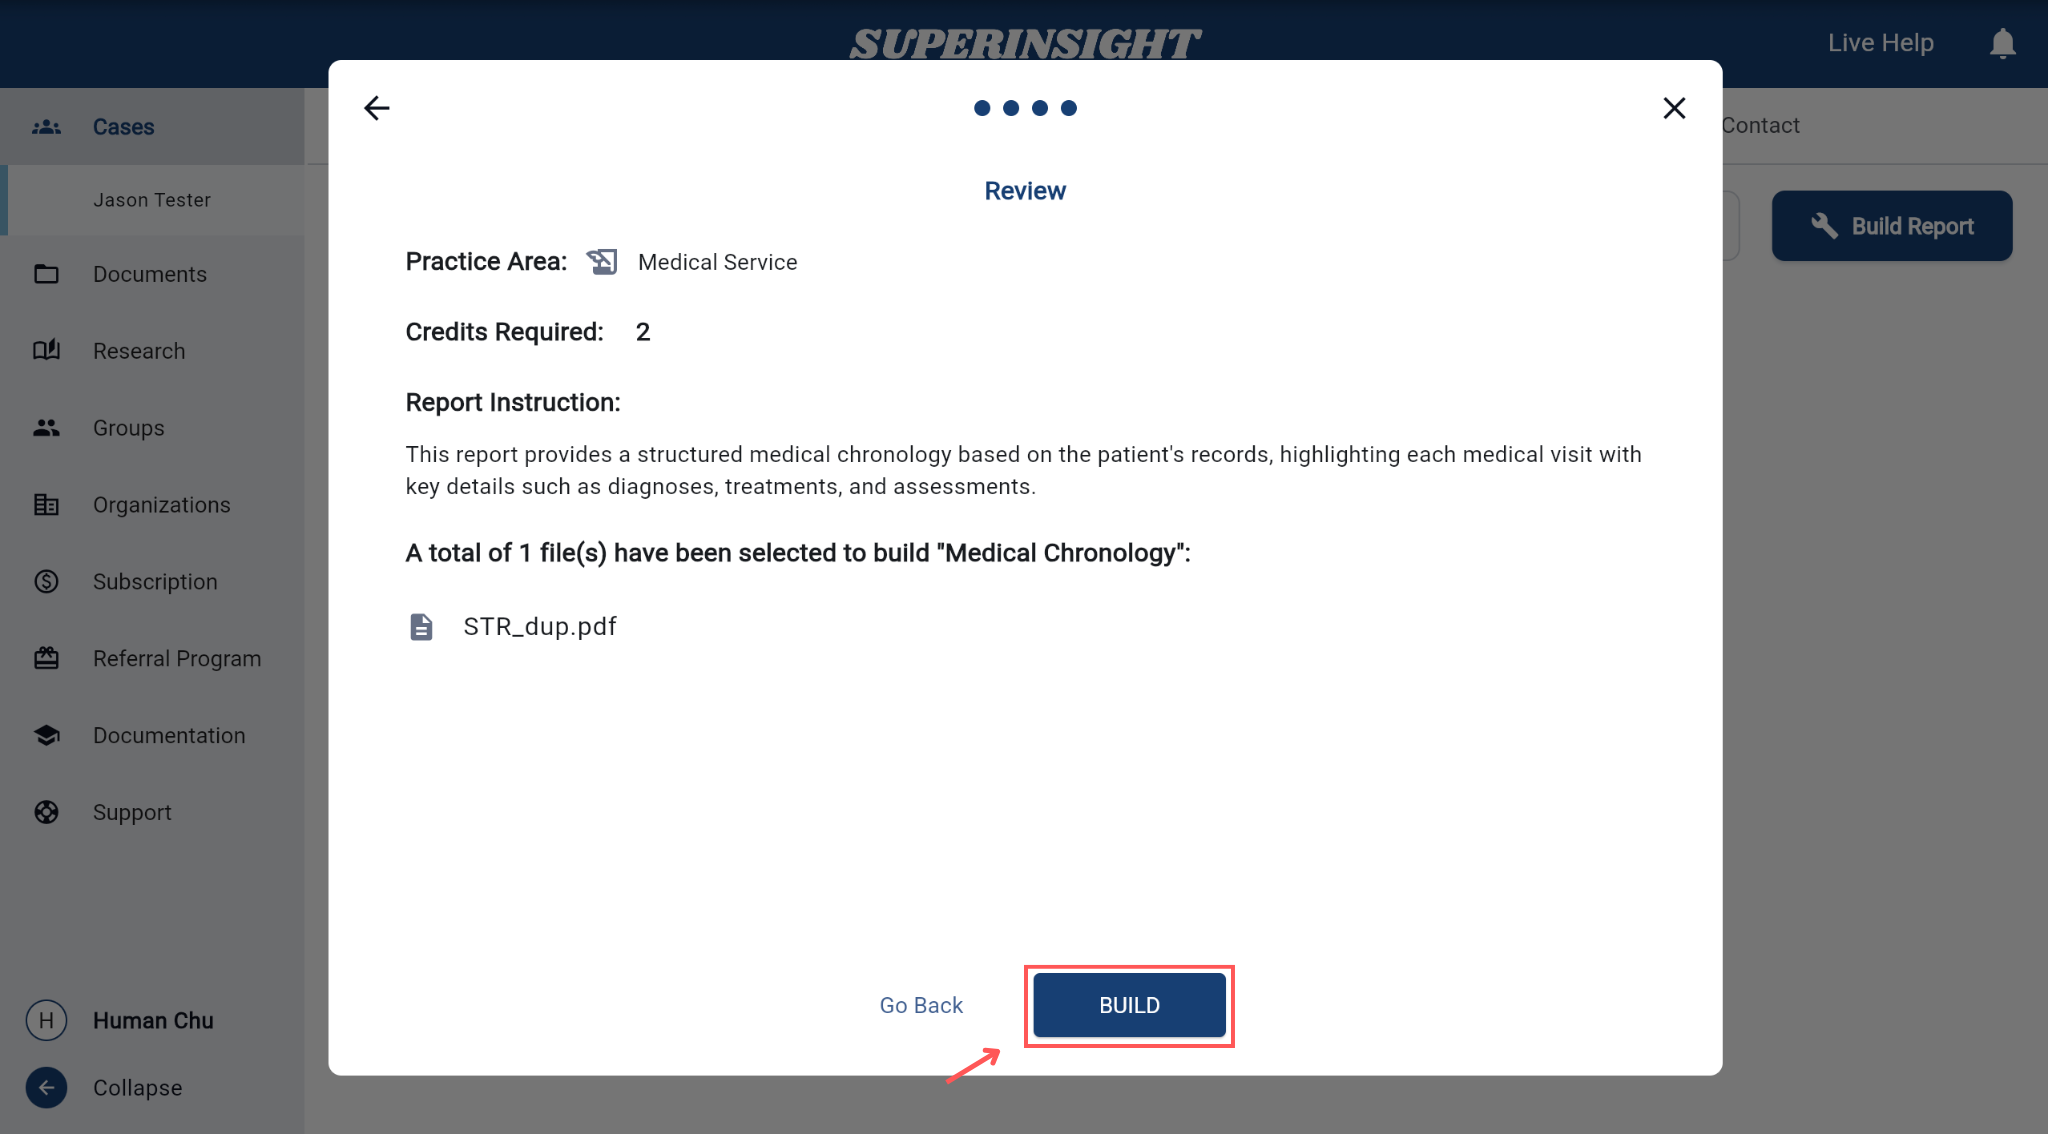 SUPERINSIGHT
Live Help
Cases
Jason Tester
Documents
Research
Groups
Organizations
Subscription
Referral Program
Documentation
Support
H
Human Chu
Collapse
Contact
Build Report
Review
Practice Area: Medical Service
Credits Required: 2
Report Instruction:
This report provides a structured medical chronology based on the patient's records, highlighting each medical visit with
key details such as diagnoses, treatments, and assessments.
A total of 1 file(s) have been selected to build "Medical Chronology":
STR_dup.pdf
Go Back
BUILD